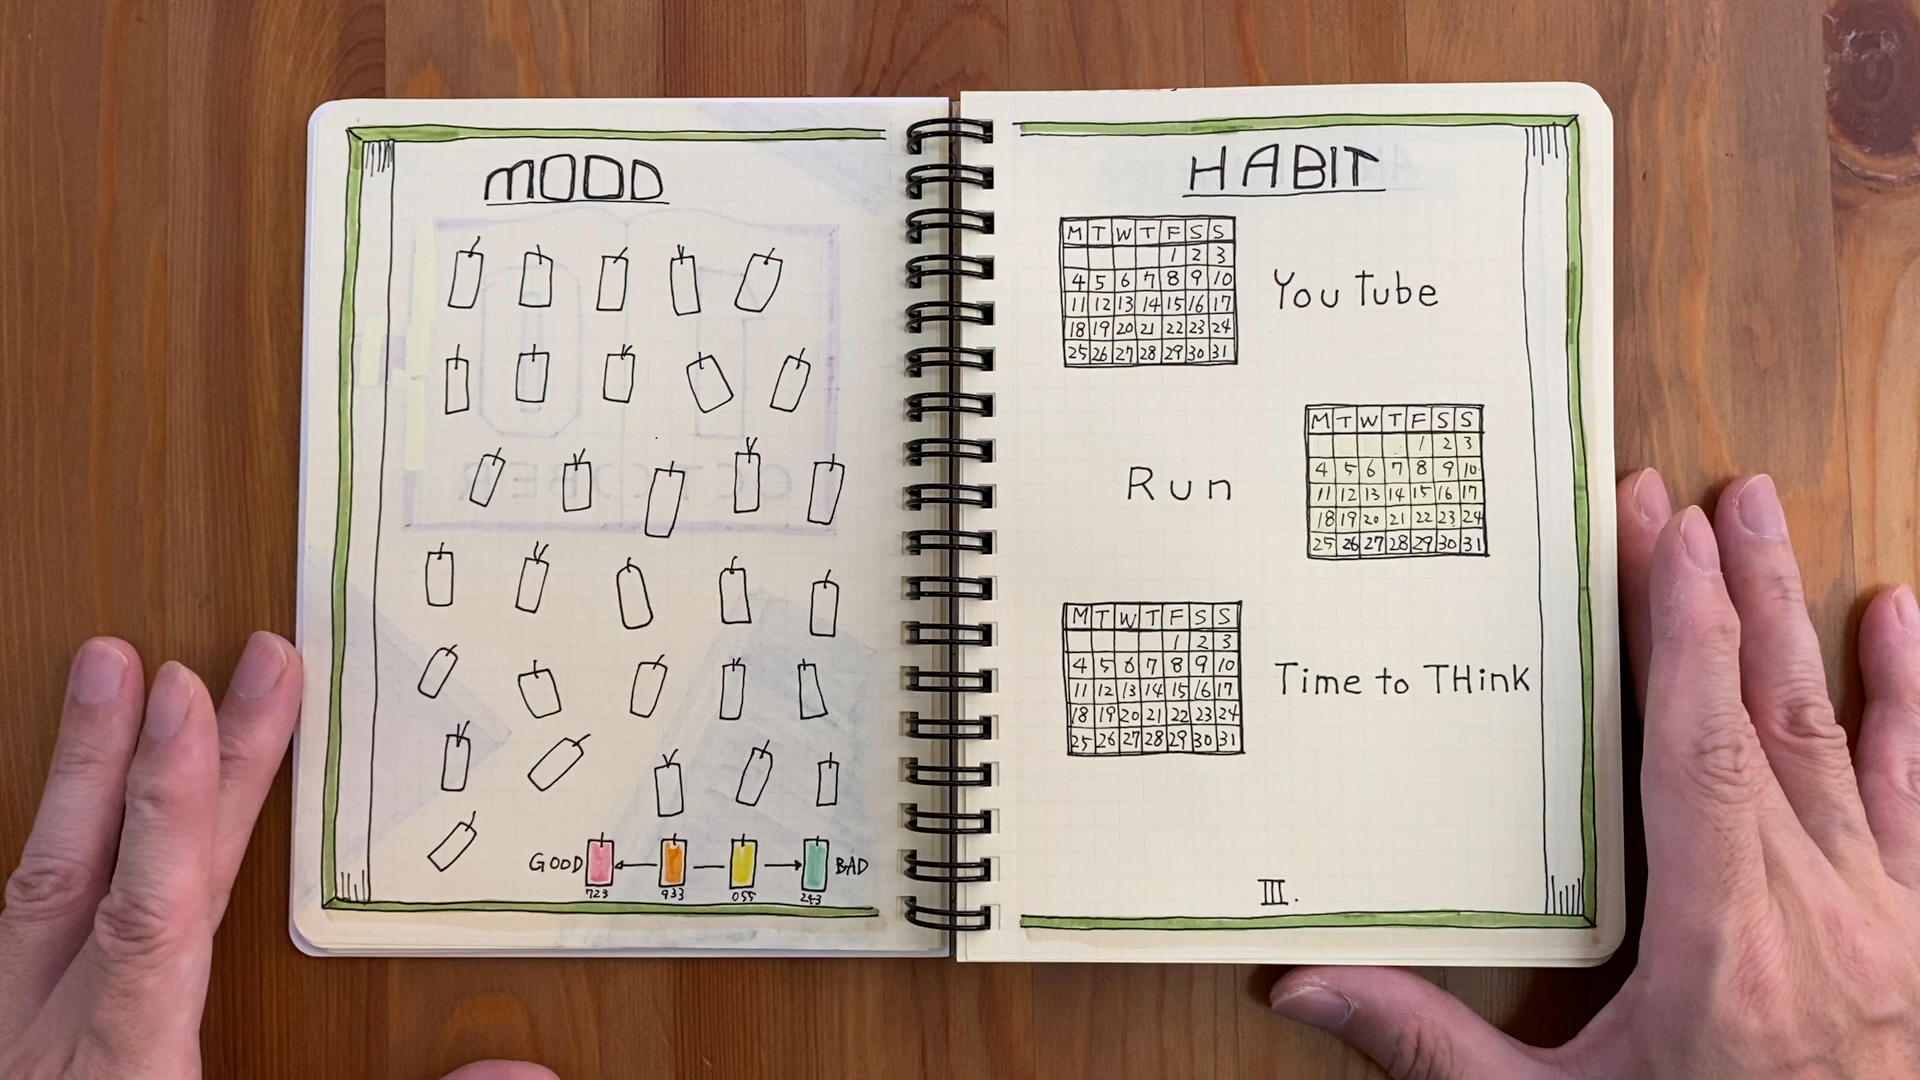 MOOD
GOOD
BAD
723
933
055
243
HABIT
M T W T F S S
1 2 3
4 5 6 7 8 9 10
11 12 13 14 15 16 17
18 19 20 21 22 23 24
25 26 27 28 29 30 31
You Tube
M T W T F S S
1 2 3
4 5 6 7 8 9 10
11 12 13 14 15 16 17
18 19 20 21 22 23 24
25 26 27 28 29 30 31
Run
M T W T F S S
1 2 3
4 5 6 7 8 9 10
11 12 13 14 15 16 17
18 19 20 21 22 23 24
25 26 27 28 29 30 31
Time to THink
III.